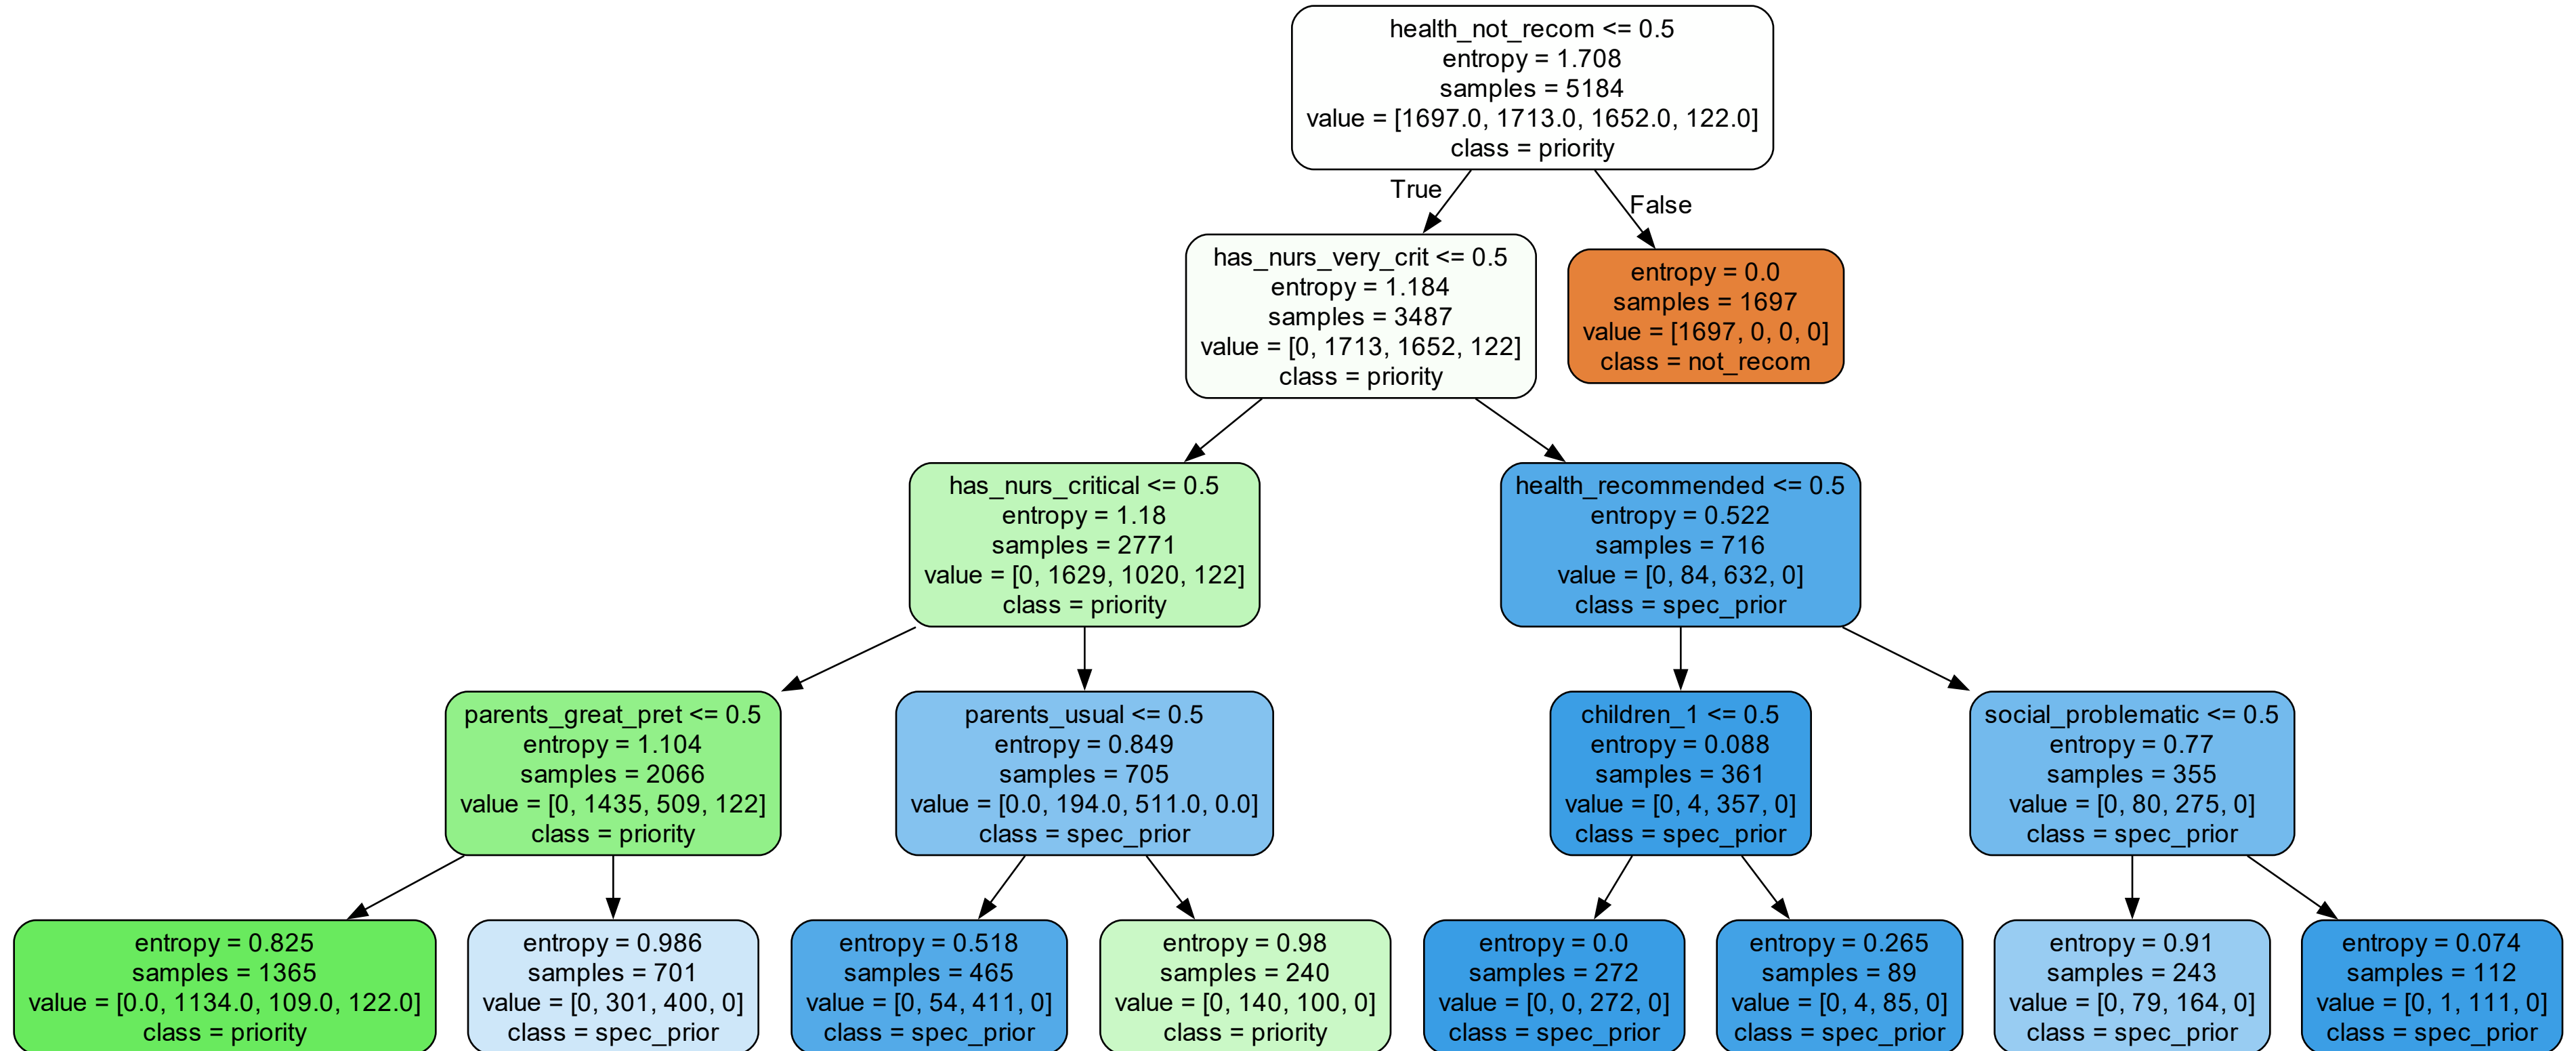 health_not_recom <= 0.5
entropy = 1.708
samples = 5184
value = [1697.0, 1713.0, 1652.0, 122.0]
class = priority
True
False
has_nurs_very_crit <= 0.5
entropy = 1.184
samples = 3487
value = [0, 1713, 1652, 122]
class = priority
entropy = 0.0
samples = 1697
value = [1697, 0, 0, 0]
class = not_recom
has_nurs_critical <= 0.5
entropy = 1.18
samples = 2771
value = [0, 1629, 1020, 122]
class = priority
health_recommended <= 0.5
entropy = 0.522
samples = 716
value = [0, 84, 632, 0]
class = spec_prior
parents_great_pret <= 0.5
entropy = 1.104
samples = 2066
value = [0, 1435, 509, 122]
class = priority
parents_usual <= 0.5
entropy = 0.849
samples = 705
value = [0.0, 194.0, 511.0, 0.0]
class = spec_prior
children_1 <= 0.5
entropy = 0.088
samples = 361
value = [0, 4, 357, 0]
class = spec_prior
social_problematic <= 0.5
entropy = 0.77
samples = 355
value = [0, 80, 275, 0]
class = spec_prior
entropy = 0.825
samples = 1365
value = [0.0, 1134.0, 109.0, 122.0]
class = priority
entropy = 0.986
samples = 701
value = [0, 301, 400, 0]
class = spec_prior
entropy = 0.518
samples = 465
value = [0, 54, 411, 0]
class = spec_prior
entropy = 0.98
samples = 240
value = [0, 140, 100, 0]
class = priority
entropy = 0.0
samples = 272
value = [0, 0, 272, 0]
class = spec_prior
entropy = 0.265
samples = 89
value = [0, 4, 85, 0]
class = spec_prior
entropy = 0.91
samples = 243
value = [0, 79, 164, 0]
class = spec_prior
entropy = 0.074
samples = 112
value = [0, 1, 111, 0]
class = spec_prior